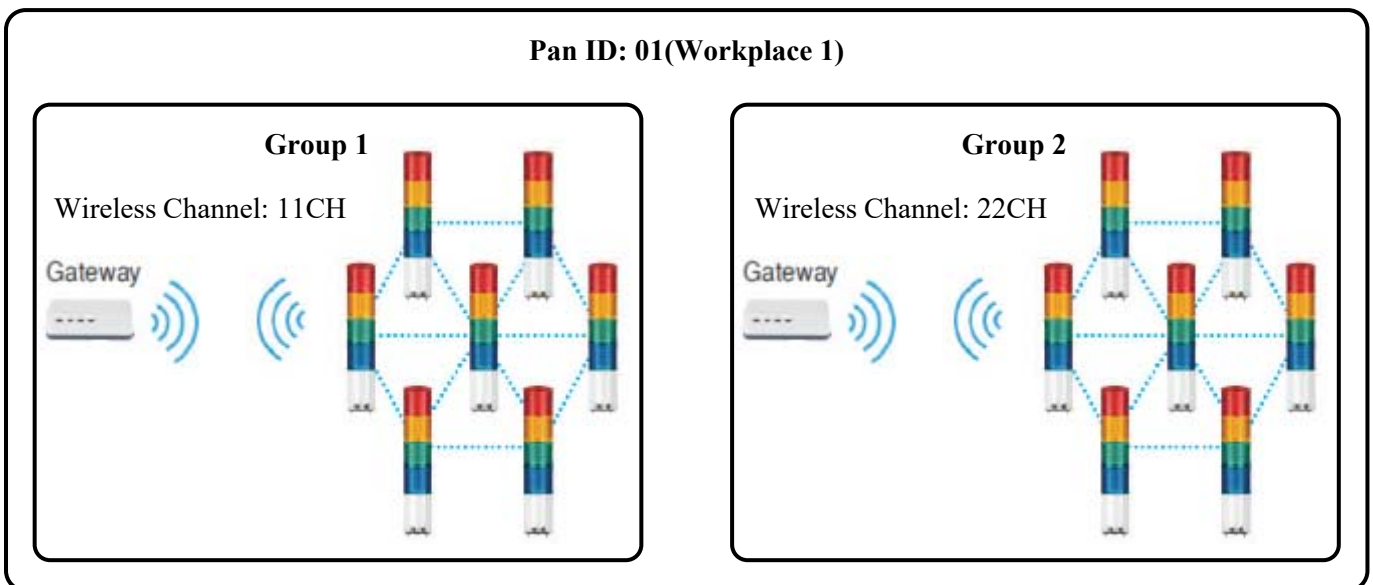 Pan ID: 01(Workplace 1)
Group 1
Wireless Channel: 11CH
Gateway
Group 2
Wireless Channel: 22CH
Gateway